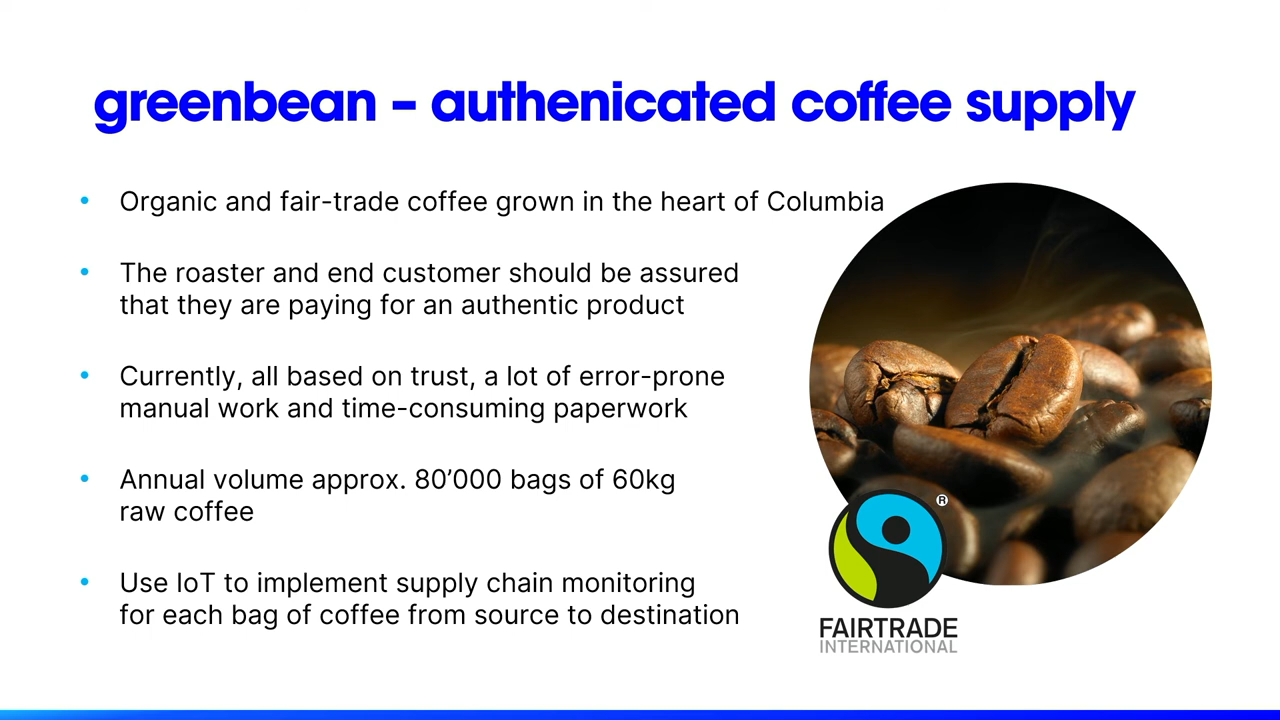 greenbean – authenicated coffee supply
• Organic and fair-trade coffee grown in the heart of Columbia
• The roaster and end customer should be assured
that they are paying for an authentic product
• Currently, all based on trust, a lot of error-prone
manual work and time-consuming paperwork
• Annual volume approx. 80’000 bags of 60kg
raw coffee
• Use IoT to implement supply chain monitoring
for each bag of coffee from source to destination
®
FAIRTRADE
INTERNATIONAL